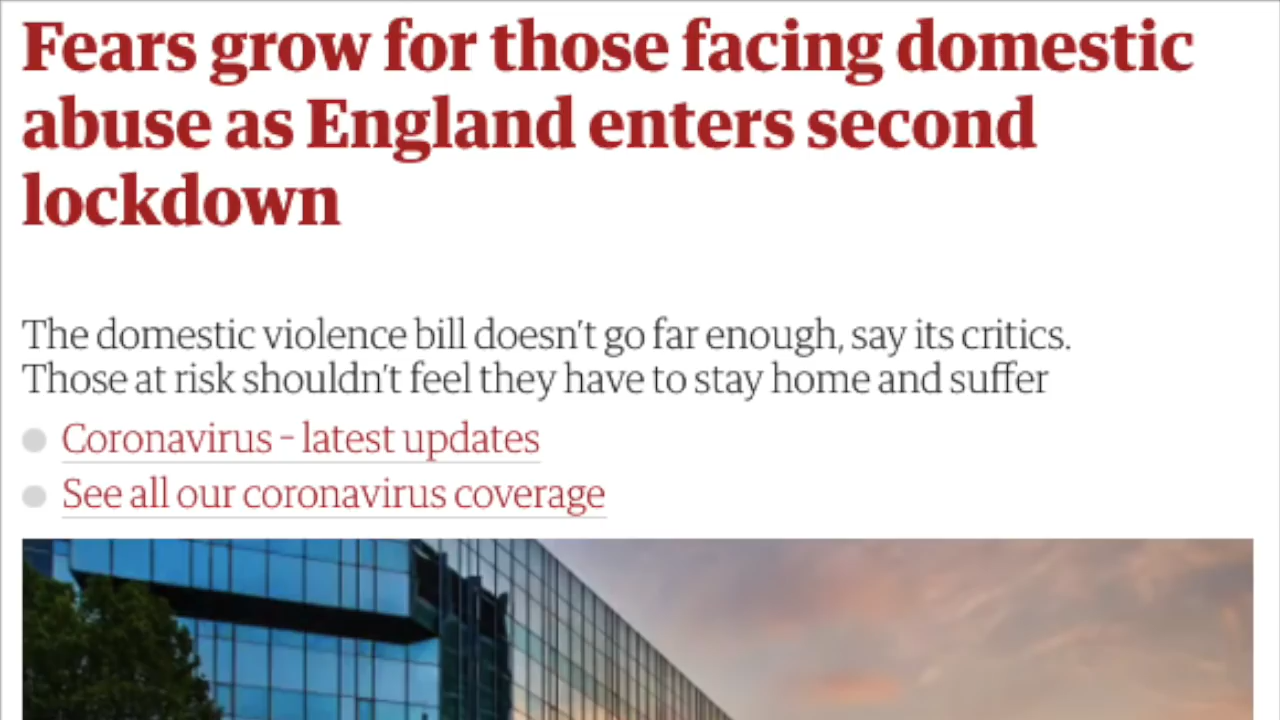 Fears grow for those facing domestic
abuse as England enters second
lockdown
The domestic violence bill doesn't go far enough, say its critics.
Those at risk shouldn't feel they have to stay home and suffer
Coronavirus – latest updates
See all our coronavirus coverage